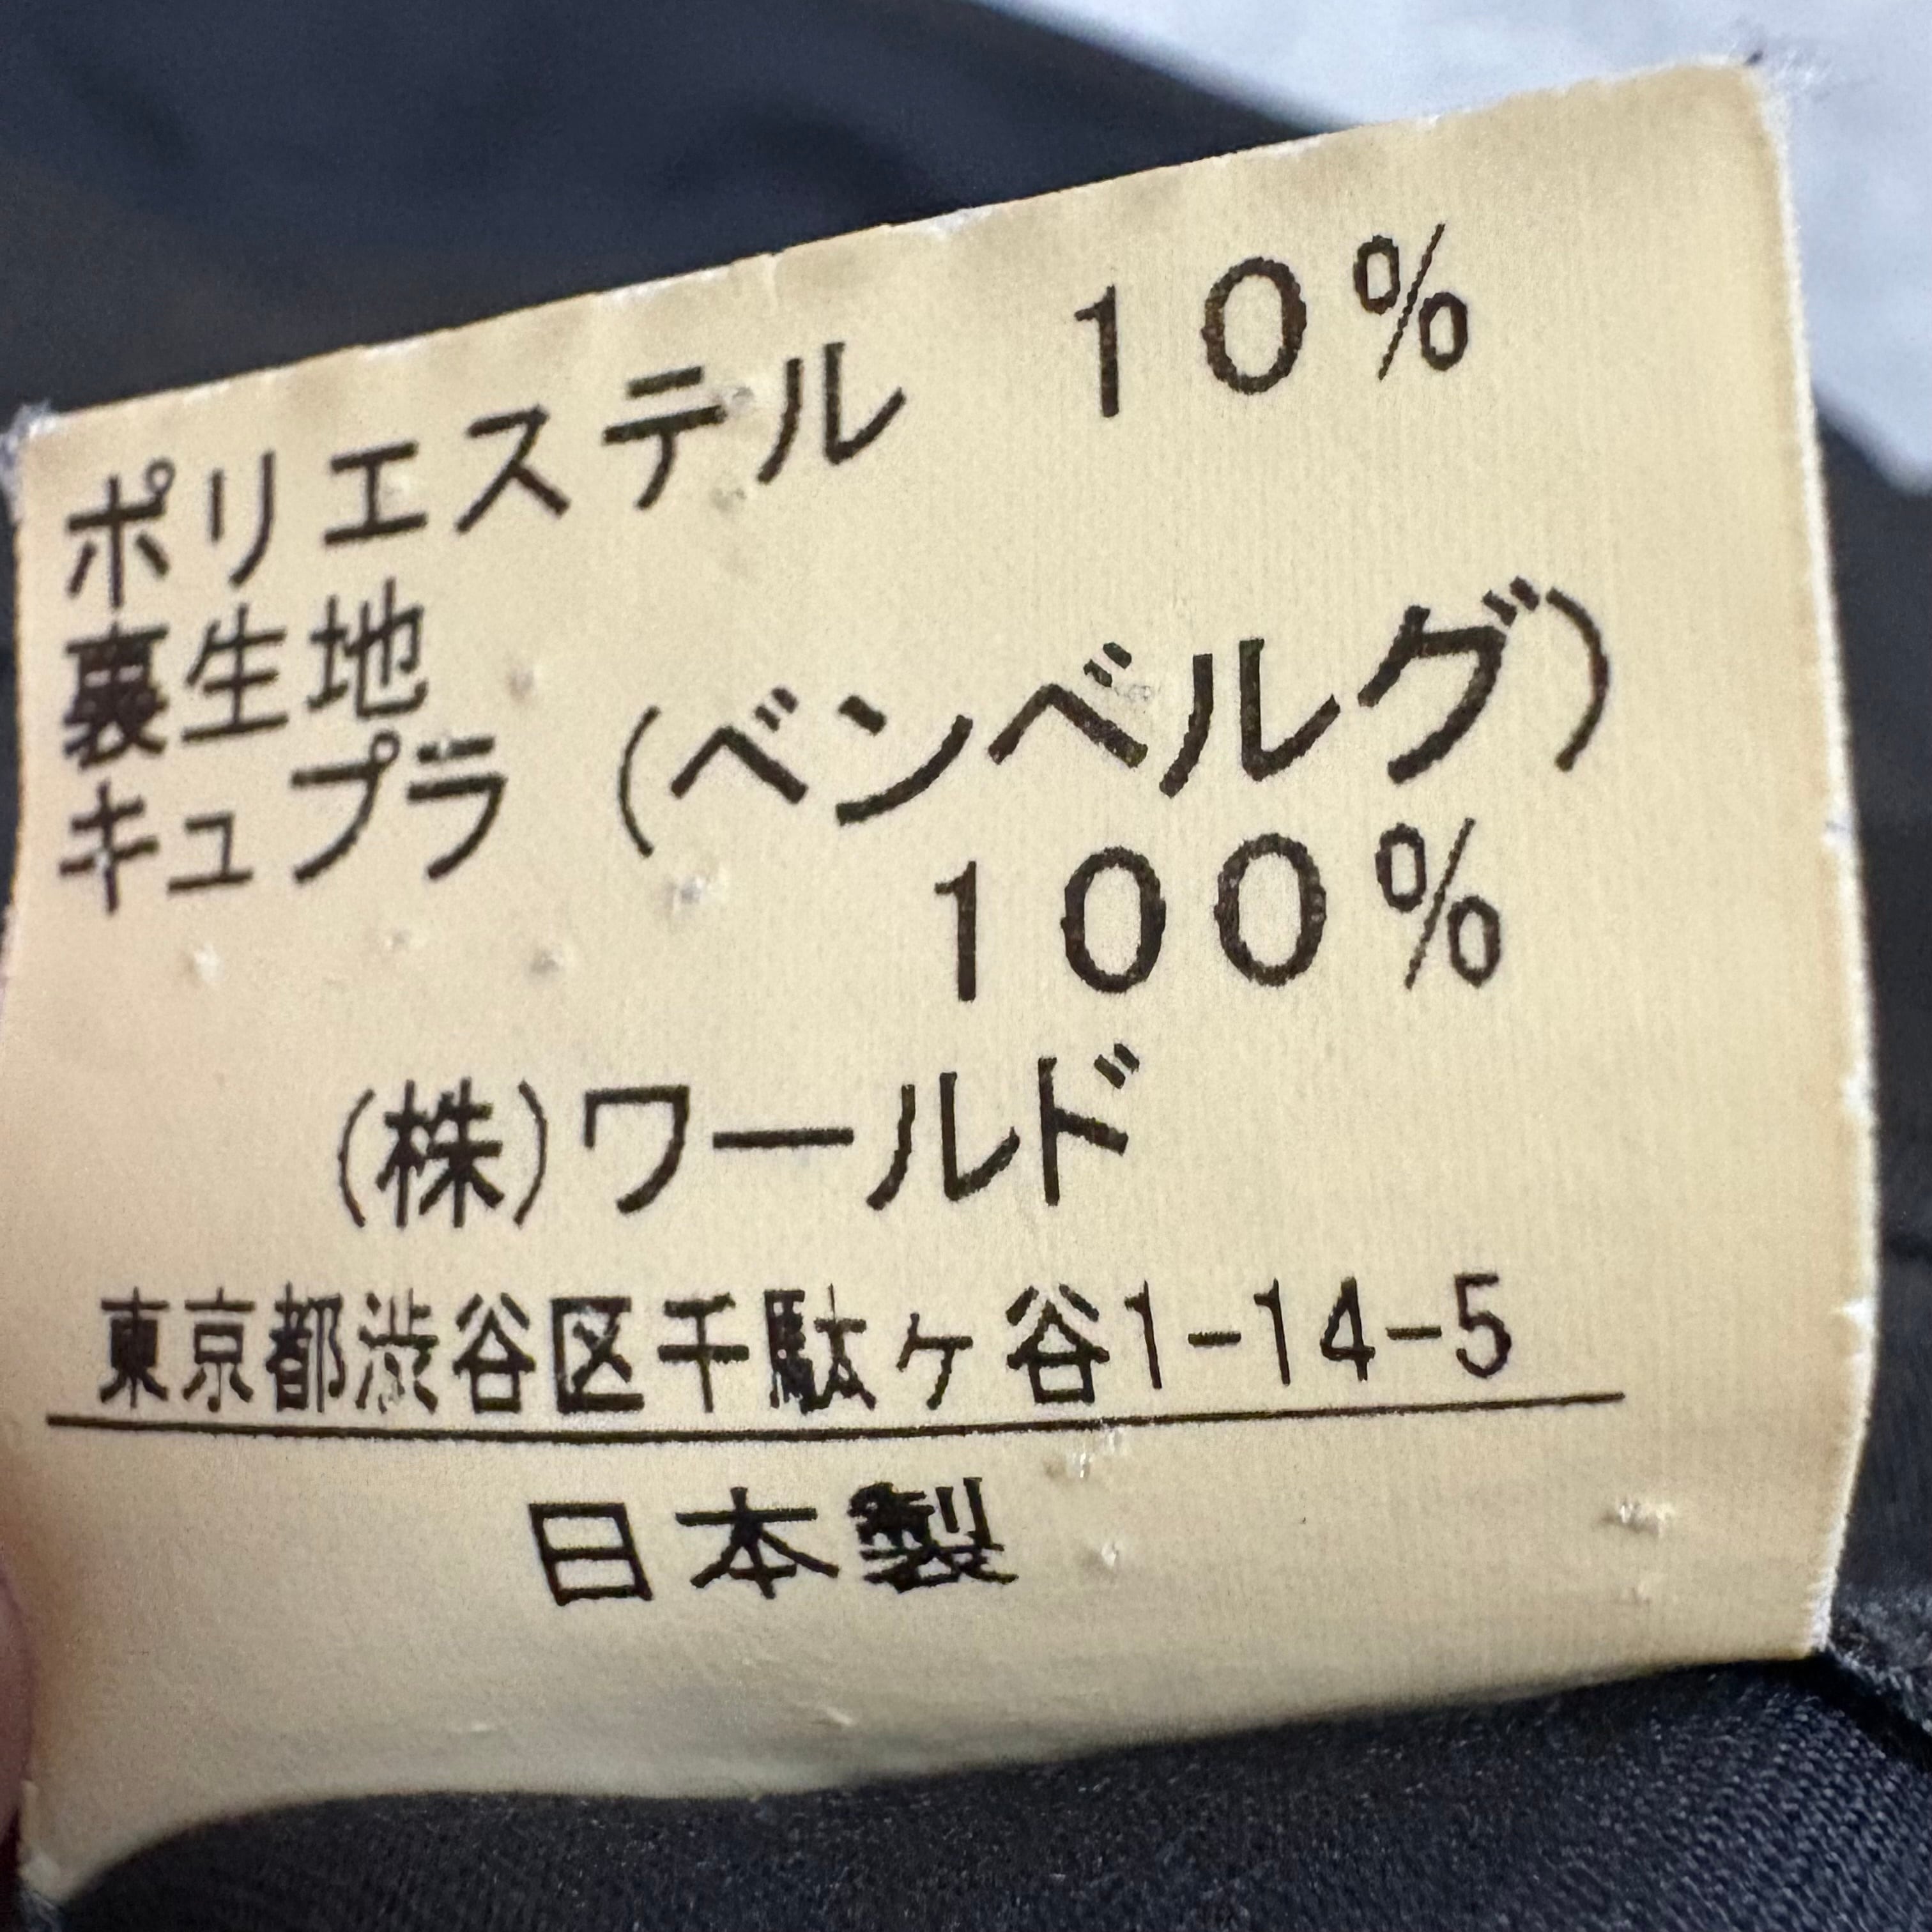 ポリエステル １０％
裏生地
キュプラ（ベンベルグ）
１００％
(株)ワールド
東京都渋谷区千駄ヶ谷1-14-5
日本製